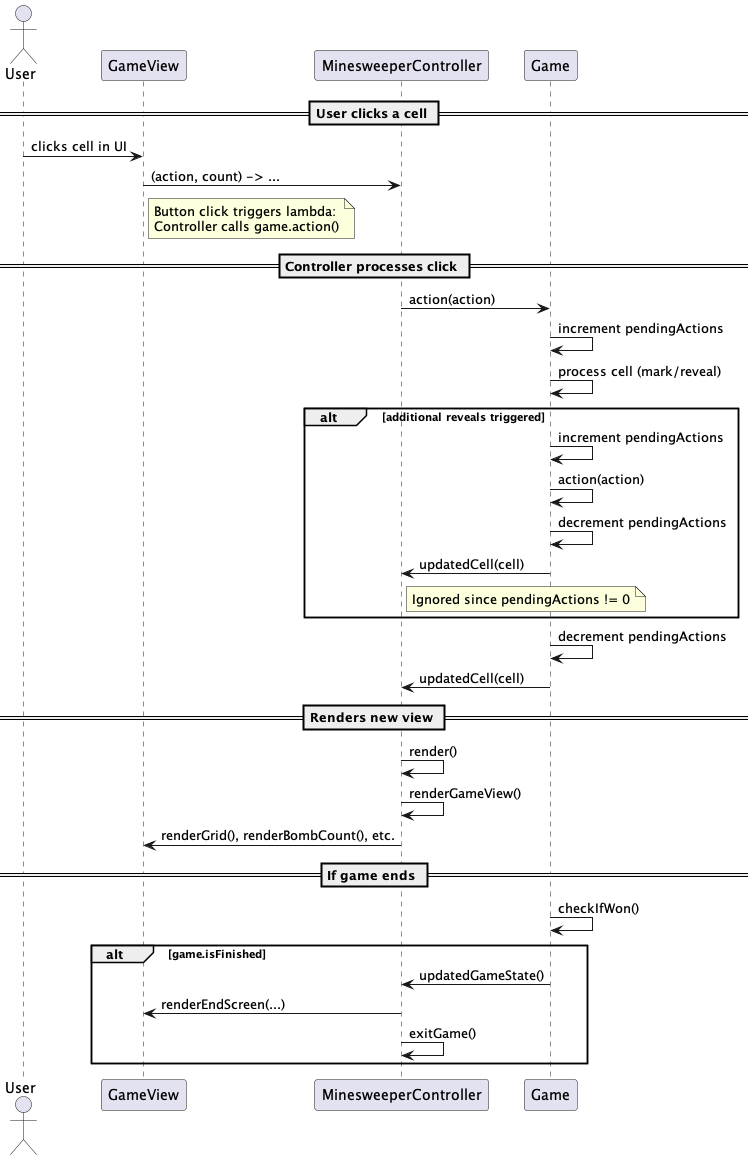 User
GameView
MinesweeperController
Game
User clicks a cell
clicks cell in UI
(action, count) -> ...
Button click triggers lambda:
Controller calls game.action()
Controller processes click
action(action)
increment pendingActions
process cell (mark/reveal)
alt
[additional reveals triggered]
increment pendingActions
action(action)
decrement pendingActions
updatedCell(cell)
Ignored since pendingActions != 0
decrement pendingActions
updatedCell(cell)
Renders new view
render()
renderGameView()
renderGrid(), renderBombCount(), etc.
If game ends
checkIfWon()
alt
[game.isFinished]
updatedGameState()
renderEndScreen(...)
exitGame()
User
GameView
MinesweeperController
Game